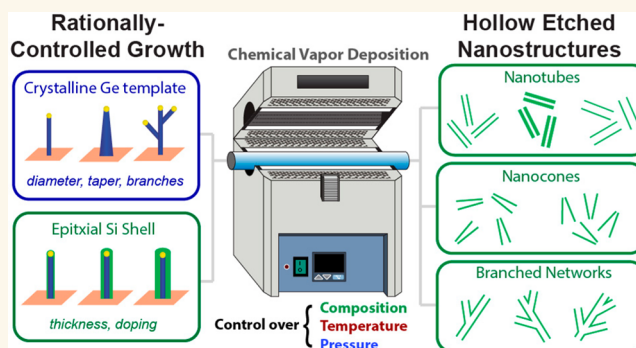 Rationally-
Controlled Growth
Crystalline Ge template
diameter, taper, branches
Epitxial Si Shell
thickness, doping
Chemical Vapor Deposition
Control over
Composition
Temperature
Pressure
Hollow Etched
Nanostructures
Nanotubes
Nanocones
Branched Networks